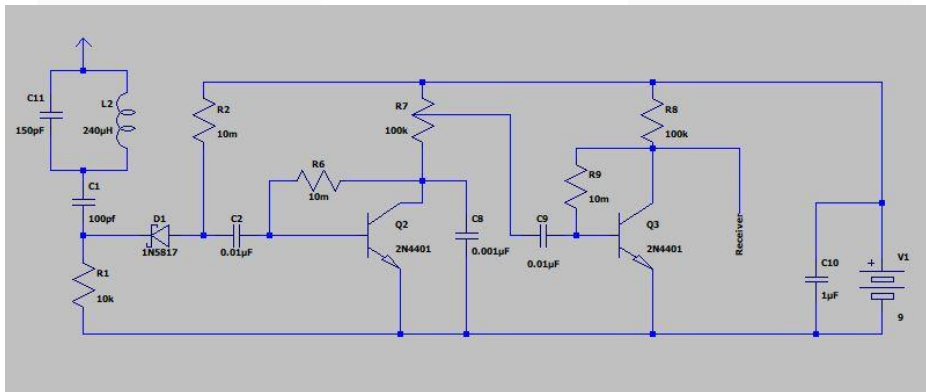 C11
150pF
L2
240µH
C1
100pf
R1
10k
D1
1N5817
R2
10m
C2
0.01µF
R6
10m
R7
100k
Q2
2N4401
C8
0.001µF
C9
0.01µF
R9
10m
R8
100k
Q3
2N4401
Receiver
C10
1µF
+
V1
9